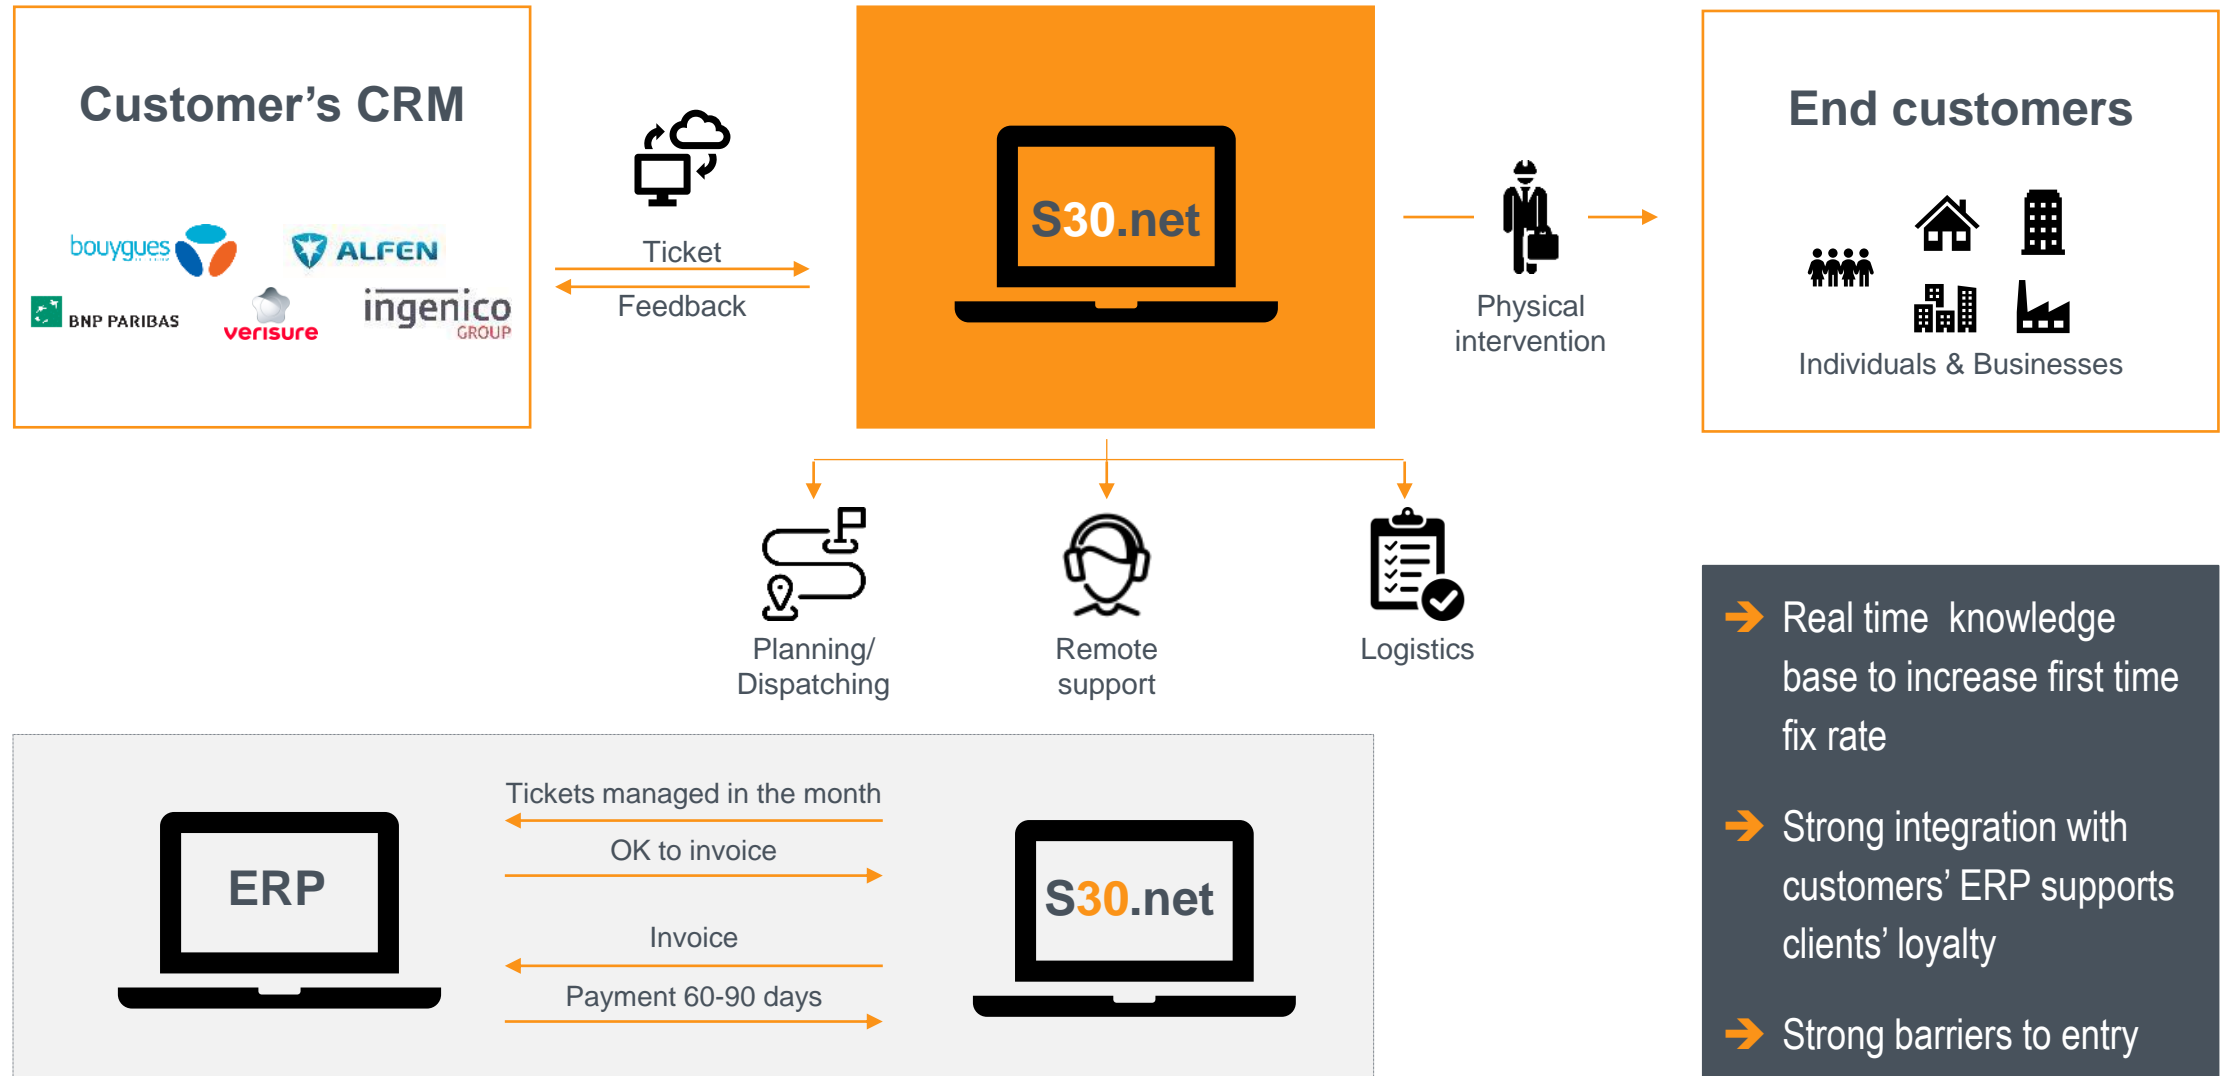 Customer’s CRM
bouygues
ALFEN
BNP PARIBAS
verisure
ingenico
GROUP
Ticket
Feedback
S30.net
Physical
intervention
End customers
Individuals & Businesses
Planning/
Dispatching
Remote
support
Logistics
ERP
Tickets managed in the month
OK to invoice
Invoice
Payment 60-90 days
S30.net
Real time  knowledge
base to increase first time
fix rate
Strong integration with
customers’ ERP supports
clients’ loyalty
Strong barriers to entry